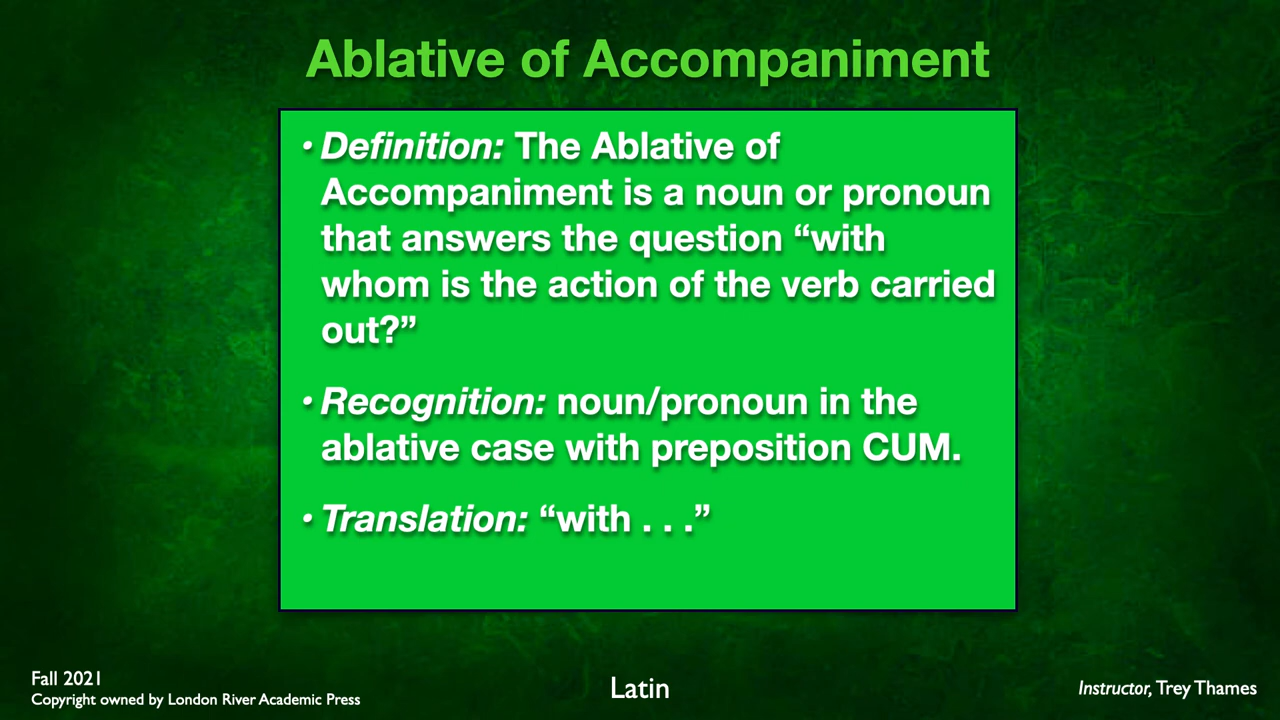 Ablative of Accompaniment
• Definition: The Ablative of
Accompaniment is a noun or pronoun
that answers the question “with
whom is the action of the verb carried
out?”
• Recognition: noun/pronoun in the
ablative case with preposition CUM.
• Translation: “with . . .”
Fall 2021
Copyright owned by London River Academic Press
Latin
Instructor, Trey Thames